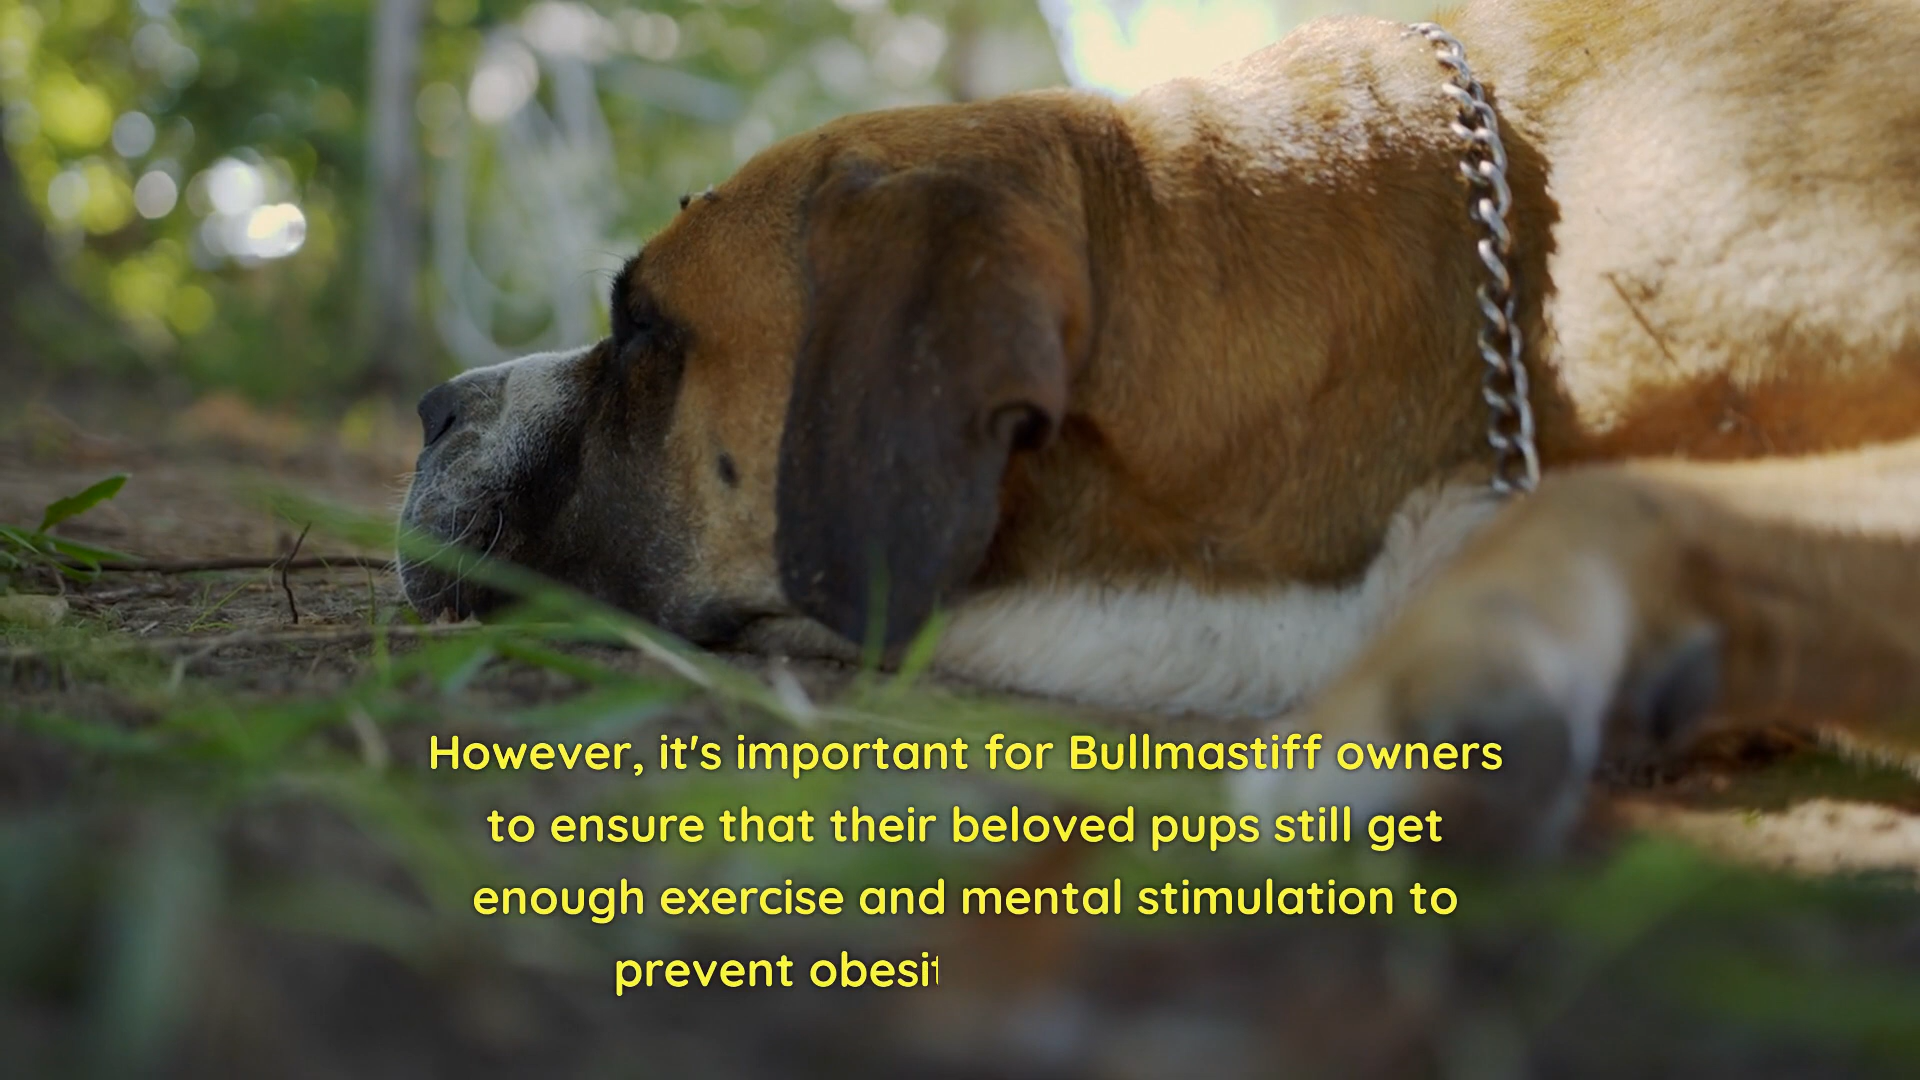 However, it's important for Bullmastiff owners
to ensure that their beloved pups still get
enough exercise and mental stimulation to
prevent obesit